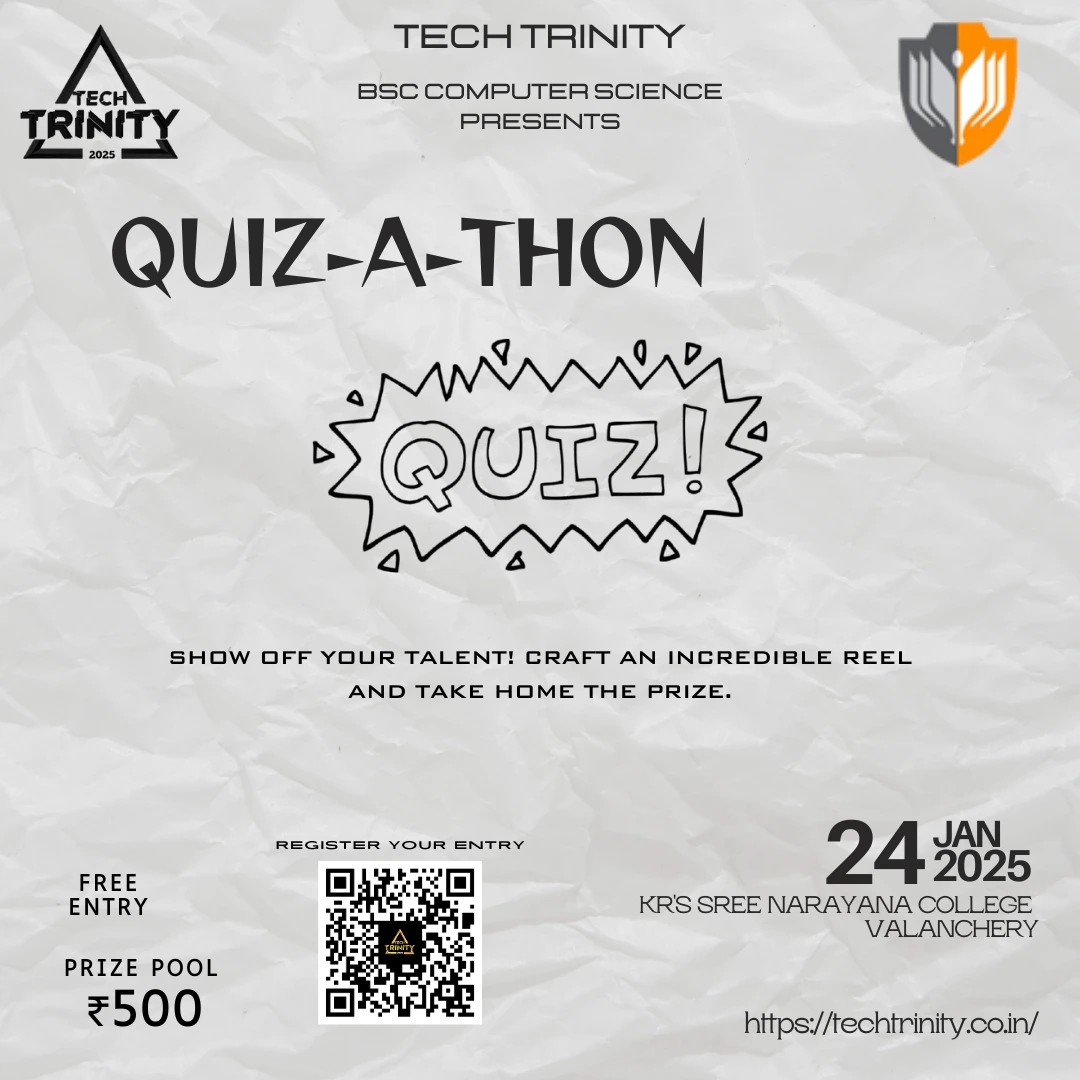 TECH
TRINITY
2025
TECH TRINITY
BSC COMPUTER SCIENCE
PRESENTS
QUIZ-A-THON
QUIZ!
SHOW OFF YOUR TALENT! CRAFT AN INCREDIBLE REEL
AND TAKE HOME THE PRIZE.
FREE
ENTRY
PRIZE POOL
₹500
REGISTER YOUR ENTRY
TECH
TRINITY
24 JAN
2025
KR'S SREE NARAYANA COLLEGE
VALANCHERY
https://techtrinity.co.in/